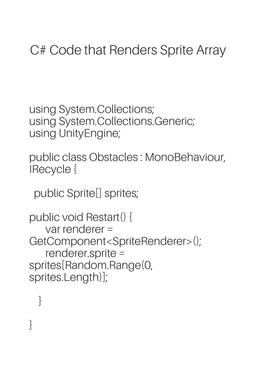 C# Code that Renders Sprite Array
using System.Collections;
using System.Collections.Generic;
using UnityEngine;
public class Obstacles : MonoBehaviour,
IRecycle {
public Sprite[] sprites;
public void Restart() {
var renderer =
GetComponent<SpriteRenderer>();
renderer.sprite =
sprites[Random.Range(0,
sprites.Length)];
}
}